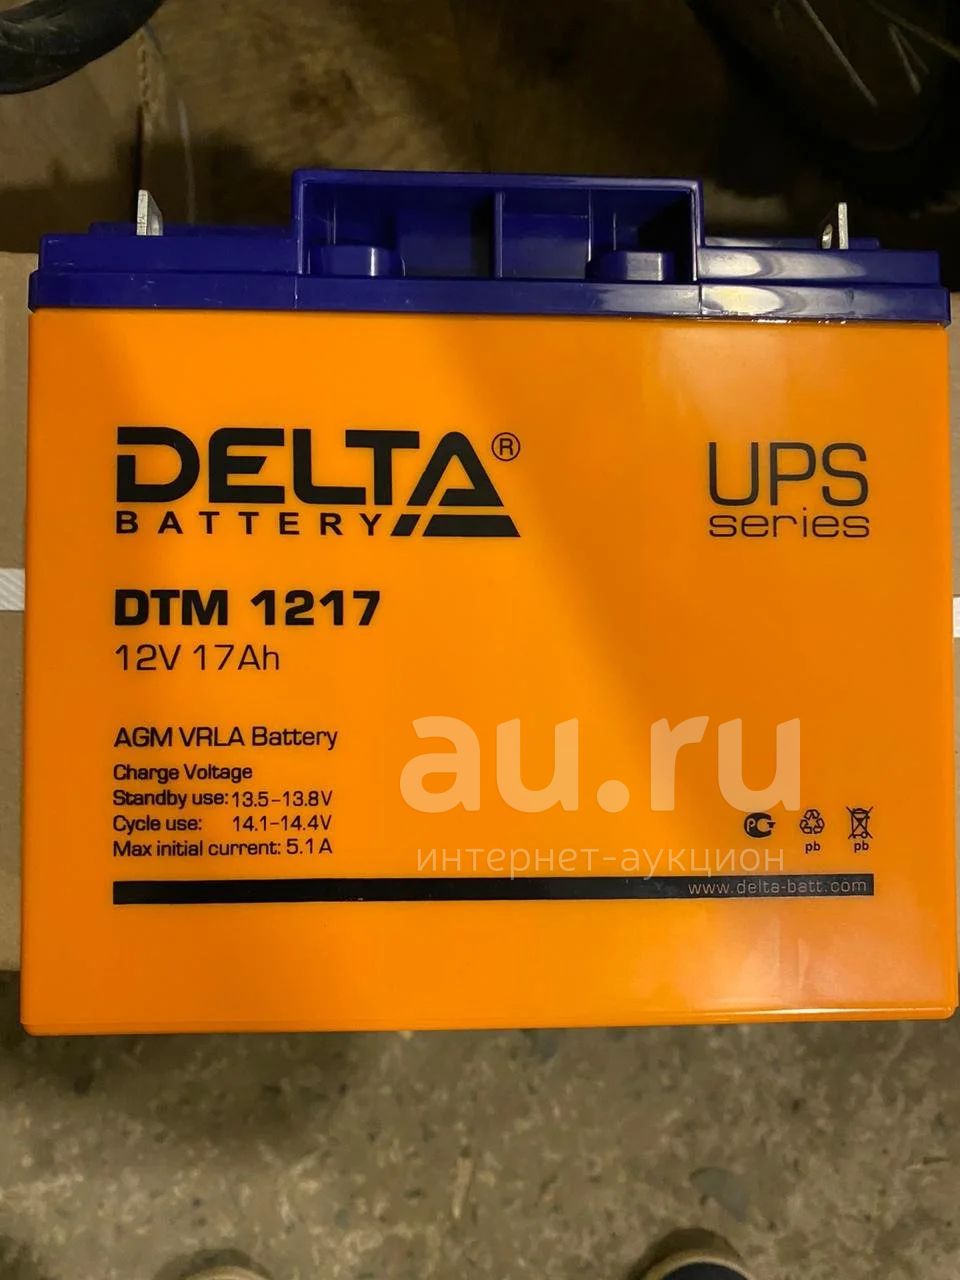 DELTA®
BATTERY
UPS
series
DTM 1217
12V 17Ah
AGM VRLA Battery
Charge Voltage
Standby use: 13.5-13.8V
Cycle use: 14.1-14.4V
Max initial current: 5.1A
au.ru
интернет-аукцион
PC
pb
pb
www.delta-batt.com